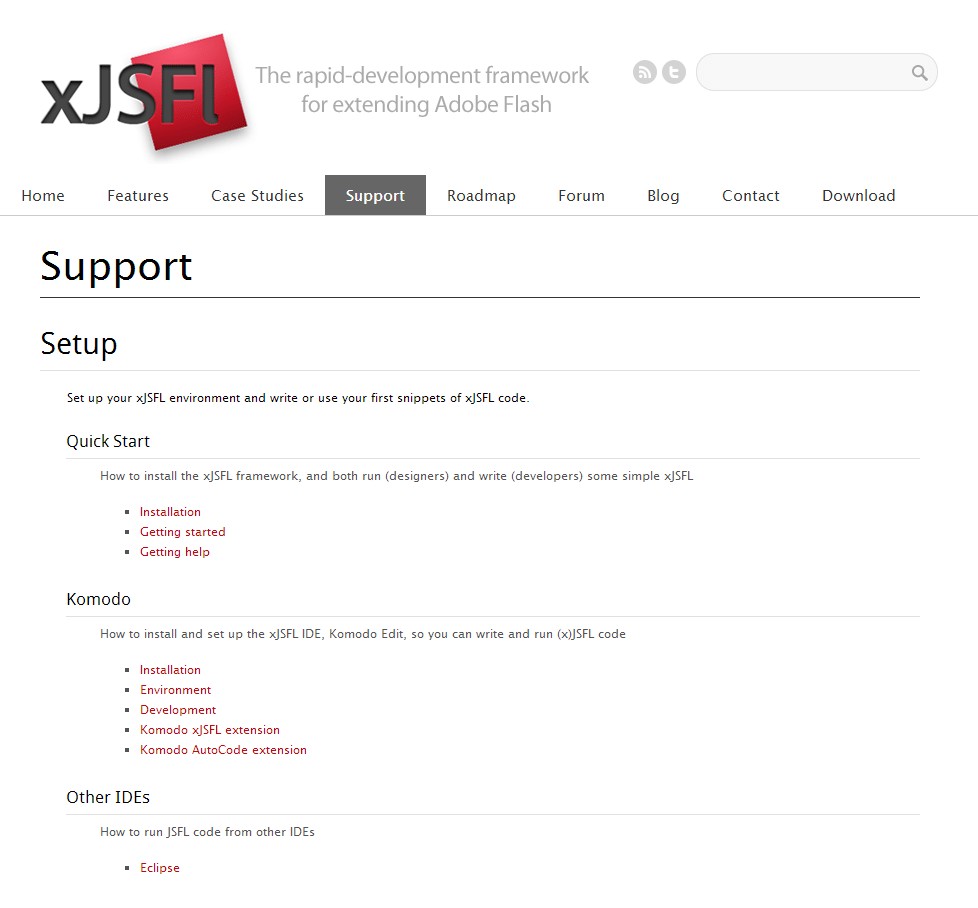 xJSFl
The rapid-development framework
for extending Adobe Flash
Home Features Case Studies Support Roadmap Forum Blog Contact Download
Support
Setup
Set up your xJSFL environment and write or use your first snippets of xJSFL code.
Quick Start
How to install the xJSFL framework, and both run (designers) and write (developers) some simple xJSFL
Installation
Getting started
Getting help
Komodo
How to install and set up the xJSFL IDE, Komodo Edit, so you can write and run (x)JSFL code
Installation
Environment
Development
Komodo xJSFL extension
Komodo AutoCode extension
Other IDEs
How to run JSFL code from other IDEs
Eclipse